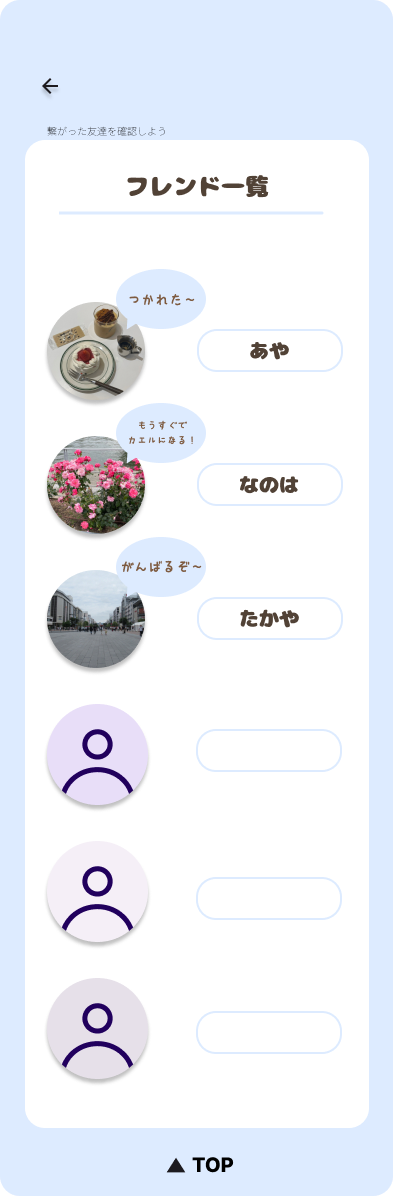 繋がった友達を確認しよう
フレンド一覧
つかれた～
あや
もうすぐで
カエルになる！
なのは
がんばるぞ～
たかや
▲ TOP